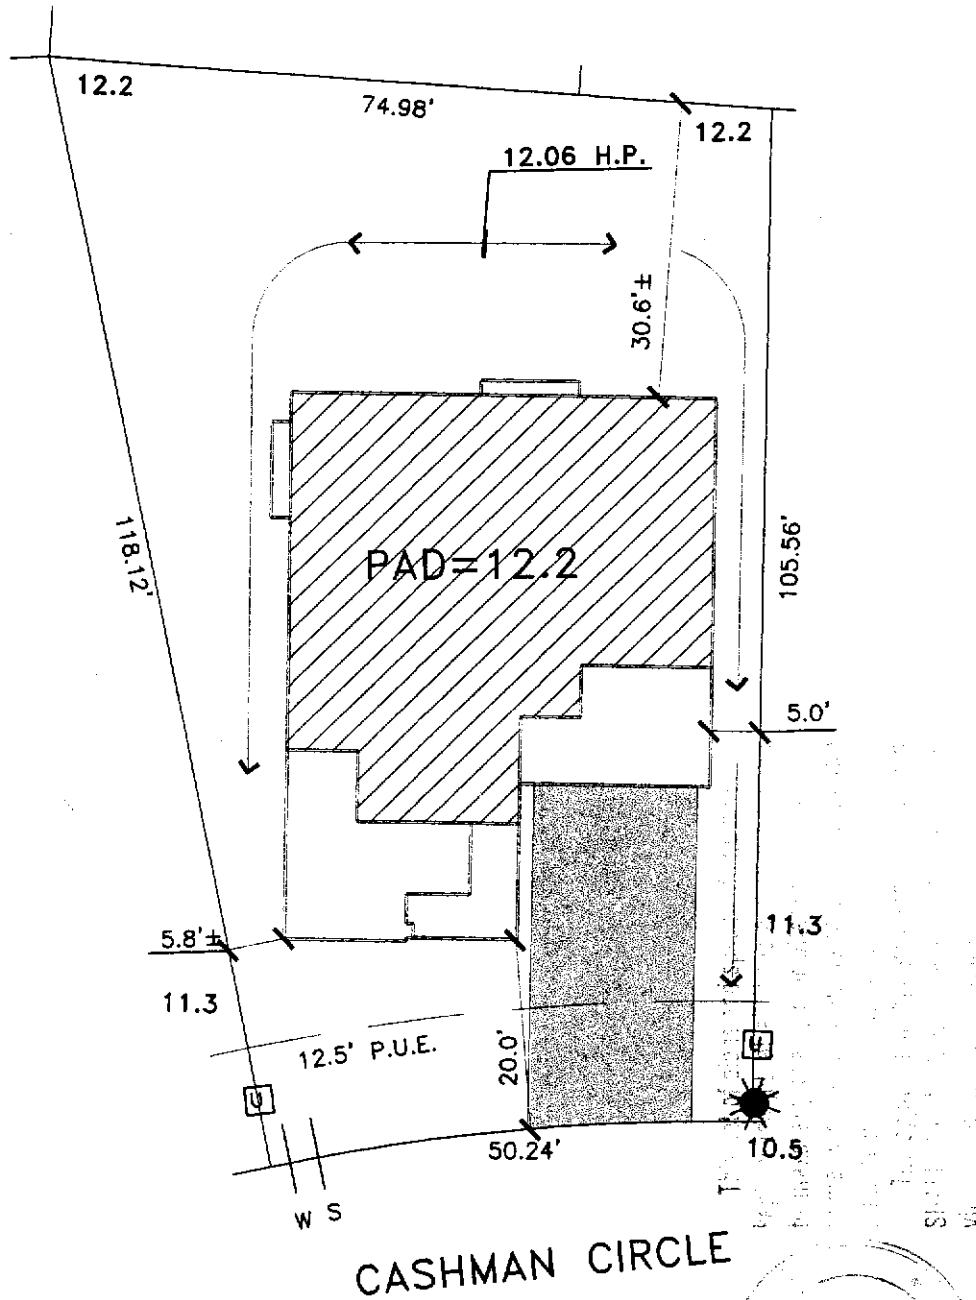 12.2
74.98'
12.2
12.06 H.P.
30.6'±
118.12'
PAD=12.2
105.56'
5.0'
5.8'±
11.3
11.3
12.5' P.U.E.
20.0'
U
U
50.24'
10.5
W S
CASHMAN CIRCLE